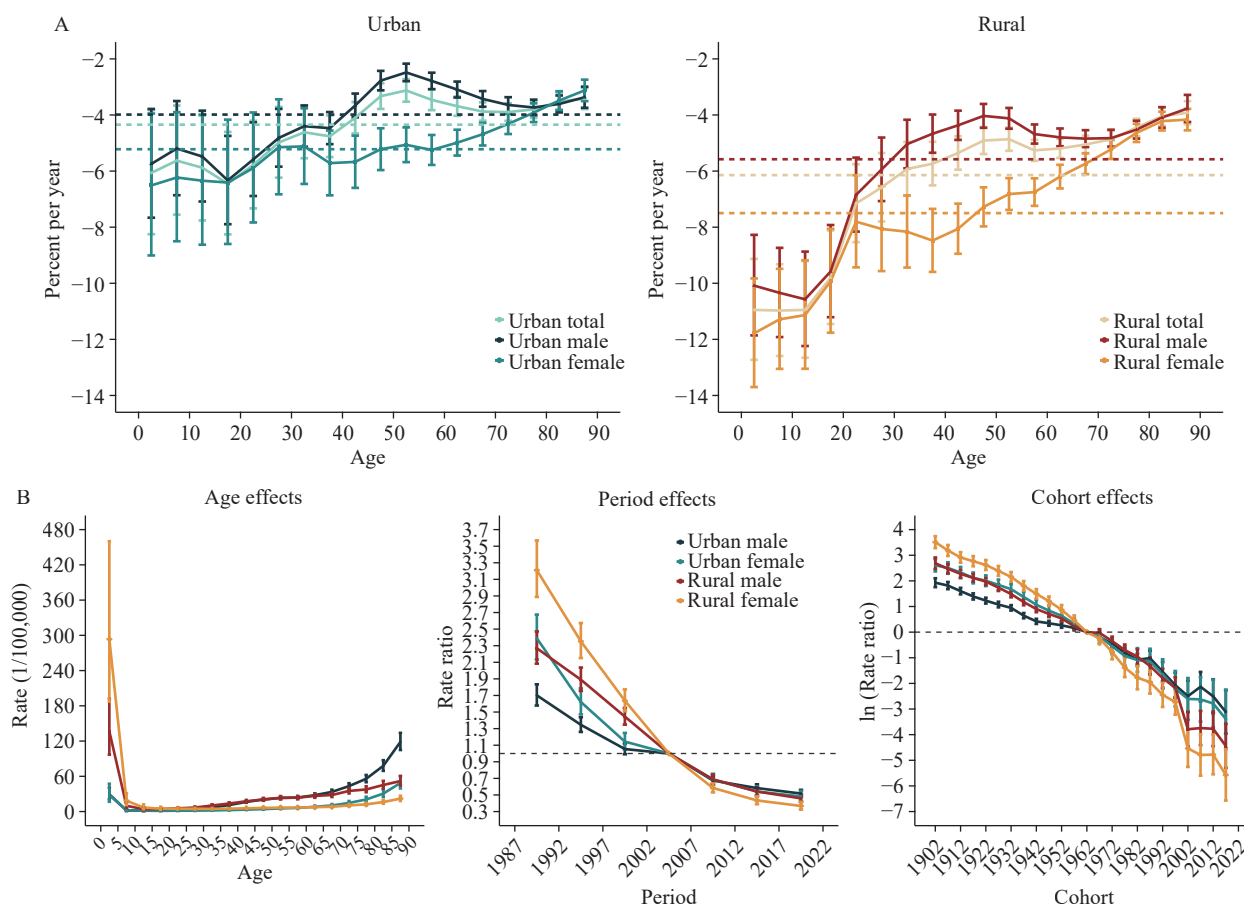 A
Urban
Rural
Percent per year
−2
−4
−6
−8
−10
−12
−14
Urban total
Urban male
Urban female
0 10 20 30 40 50 60 70 80 90
Age
Percent per year
−2
−4
−6
−8
−10
−12
−14
Rural total
Rural male
Rural female
0 10 20 30 40 50 60 70 80 90
Age
B
Age effects
Rate (1/100,000)
480
420
360
300
240
180
120
60
0
0 5 10 15 20 25 30 35 40 45 50 55 60 65 70 75 80 85 90
Age
Period effects
Rate ratio
3.7
3.5
3.3
3.1
2.9
2.7
2.5
2.3
2.1
1.9
1.7
1.5
1.3
1.1
0.9
0.7
0.5
0.3
Urban male
Urban female
Rural male
Rural female
1987 1992 1997 2002 2007 2012 2017 2022
Period
Cohort effects
ln (Rate ratio)
4
3
2
1
0
−1
−2
−3
−4
−5
−6
−7
1902 1912 1922 1932 1942 1952 1962 1972 1982 1992 2002 2012 2022
Cohort